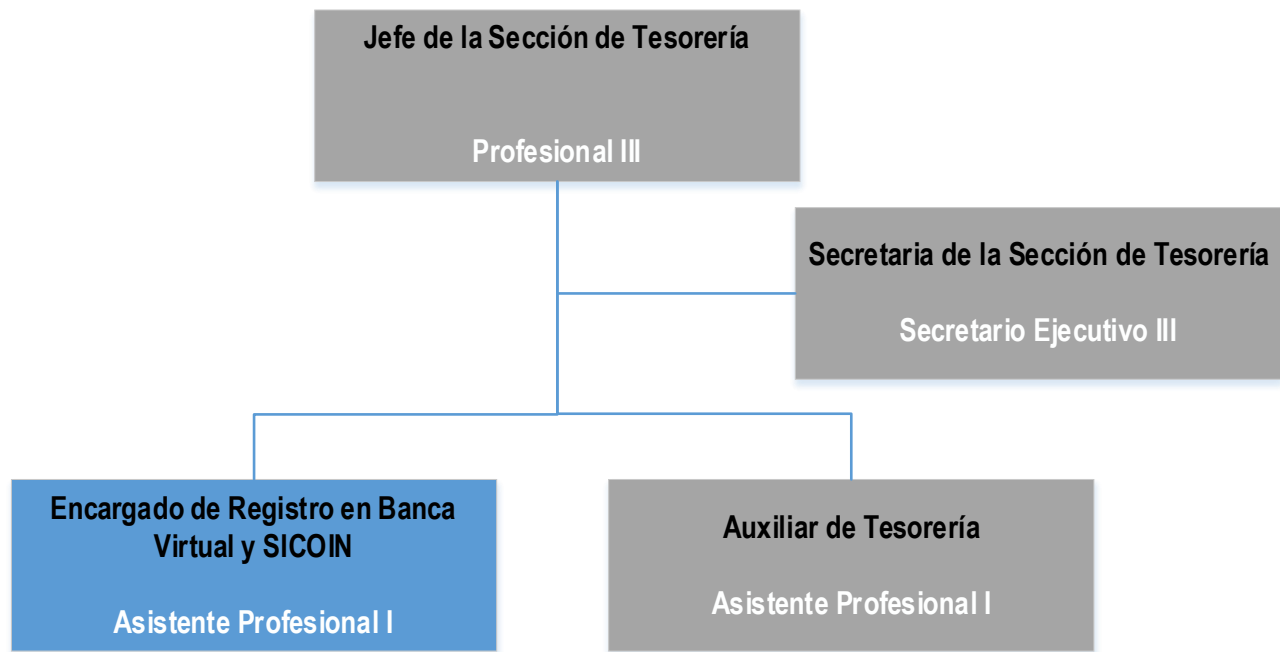 Jefe de la Sección de Tesorería
Profesional III
Secretaria de la Sección de Tesorería
Secretario Ejecutivo III
Encargado de Registro en Banca
Virtual y SICOIN
Asistente Profesional I
Auxiliar de Tesorería
Asistente Profesional I